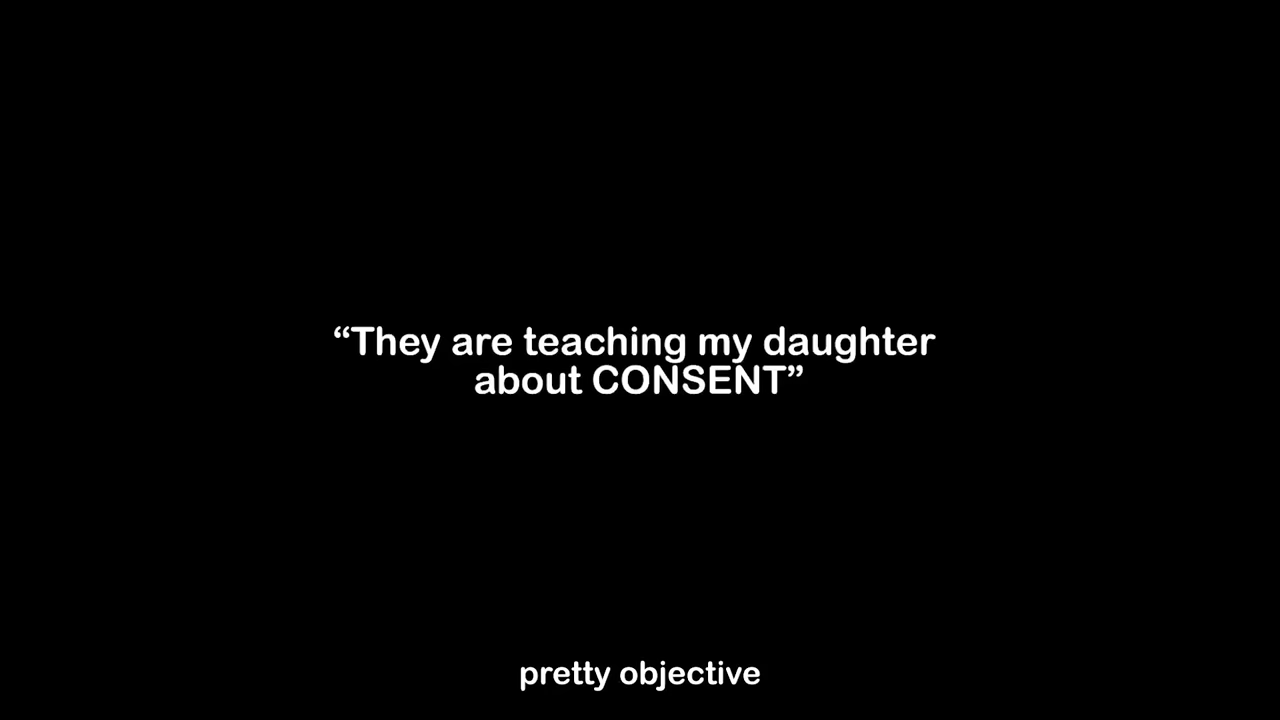 “They are teaching my daughter
about CONSENT”
pretty objective